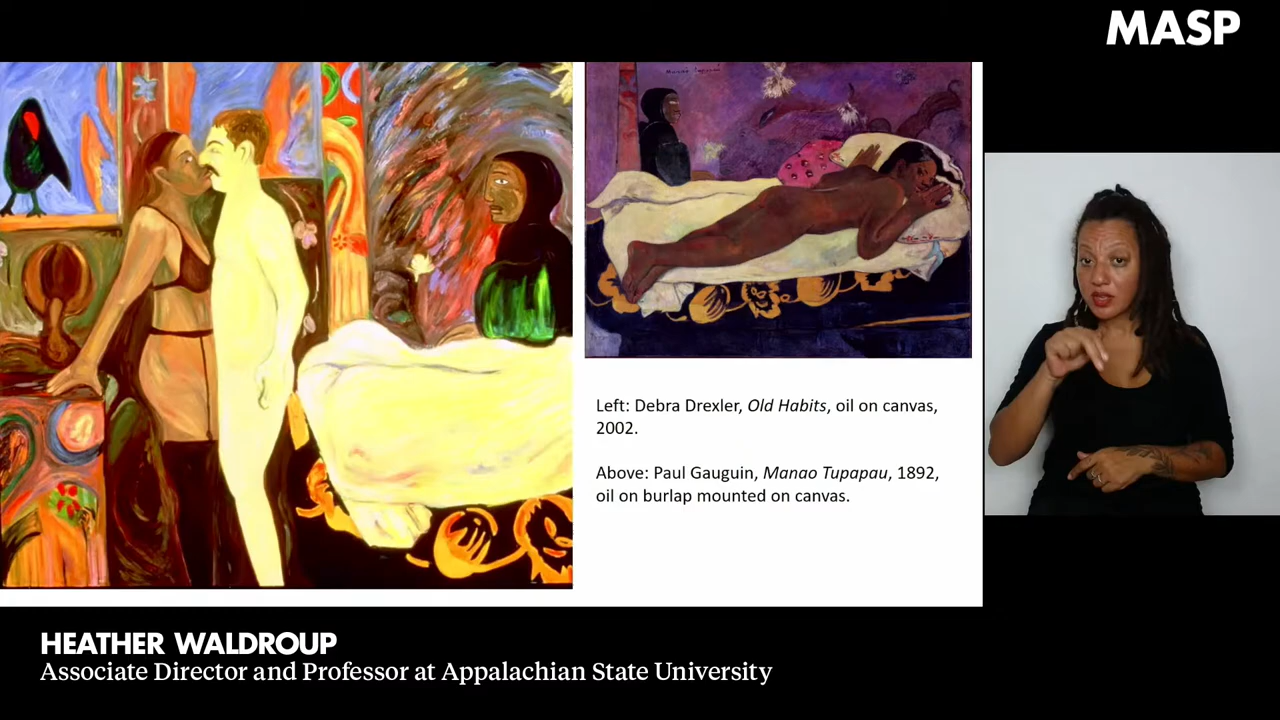 MASP
Left: Debra Drexler, Old Habits, oil on canvas,
2002.
Above: Paul Gauguin, Manao Tupapau, 1892,
oil on burlap mounted on canvas.
HEATHER WALDROUP
Associate Director and Professor at Appalachian State University